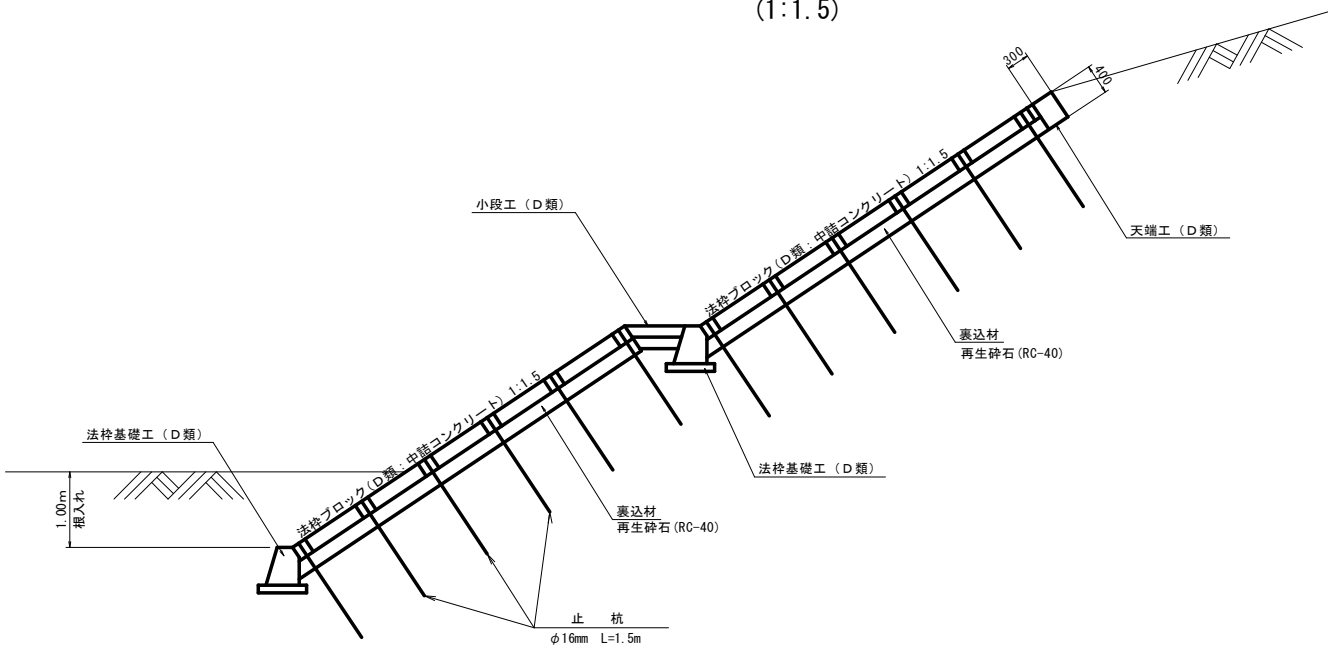 (1:1.5)
300
400
法枠ブロック(D類：中詰コンクリート) 1:1.5
小段工（D類）
天端工（D類）
裏込材
再生砕石(RC-40)
法枠ブロック(D類：中詰コンクリート) 1:1.5
法枠基礎工（D類）
法枠基礎工（D類）
1.00m
根入れ
裏込材
再生砕石(RC-40)
止　杭
φ16mm L=1.5m